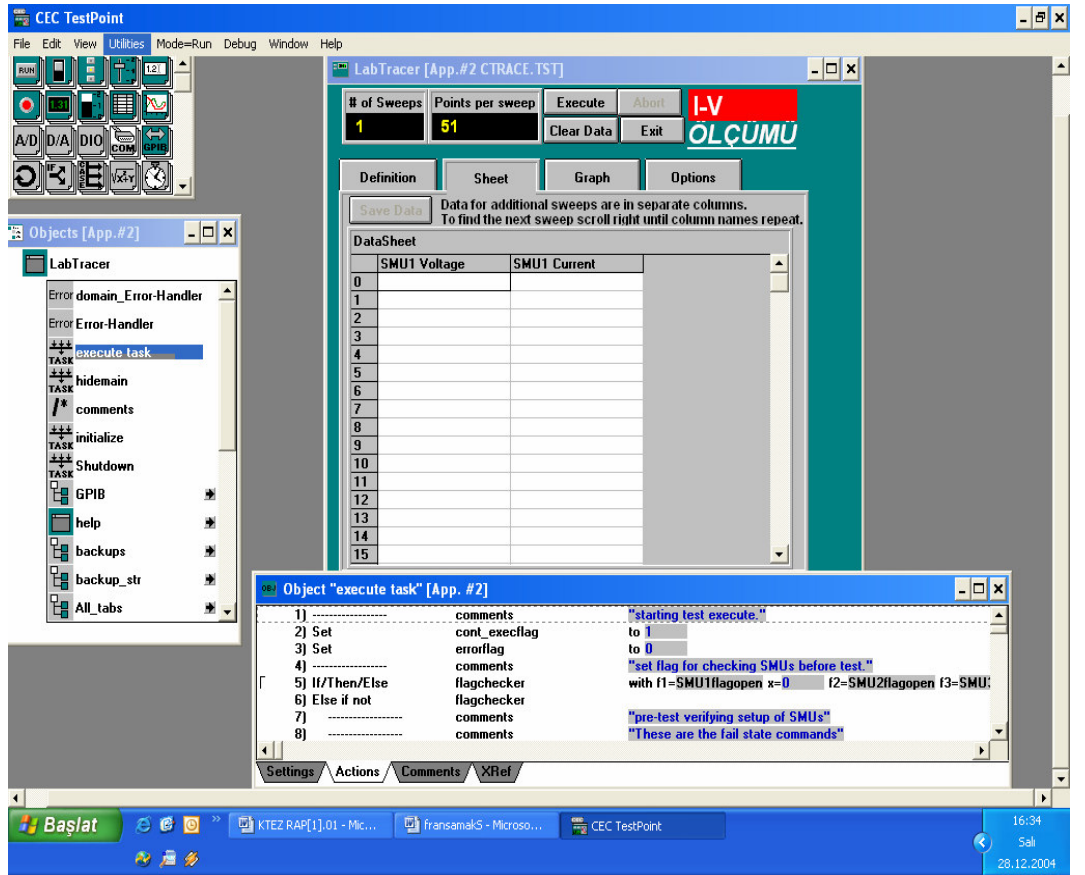 CEC TestPoint
File Edit View Utilities Mode=Run Debug Window Help
RUN 1.2
1.31
A/D D/A DIO COM GPIB
IF CASE √x+Y
LabTracer [App.#2 CTRACE.TST]
# of Sweeps Points per sweep Execute Abort I-V
1 51 Clear Data Exit ÖLÇÜMÜ
Definition Sheet Graph Options
Save Data Data for additional sweeps are in separate columns.
To find the next sweep scroll right until column names repeat.
DataSheet
SMU1 Voltage SMU1 Current
0
1
2
3
4
5
6
7
8
9
10
11
12
13
14
15
Objects [App.#2]
LabTracer
Error domain_Error-Handler
Error Error-Handler
TASK execute task
TASK hidemain
/* comments
TASK initialize
TASK Shutdown
GPIB
help
backups
backup_str
All_tabs
OBJ Object "execute task" [App. #2]
1) ------------------ comments "starting test execute."
2) Set cont_execflag to 1
3) Set errorflag to 0
4) ------------------ comments "set flag for checking SMUs before test."
5) If/Then/Else flagchecker with f1=SMU1flagopen x=0 f2=SMU2flagopen f3=SMU3
6) Else if not flagchecker
7) ------------------ comments "pre-test verifying setup of SMUs"
8) ------------------ comments "These are the fail state commands"
Settings Actions Comments XRef
Başlat » KTEZ RAP[1].01 - Mic... fransamak5 - Microso... CEC TestPoint 16:34
Salı
28.12.2004